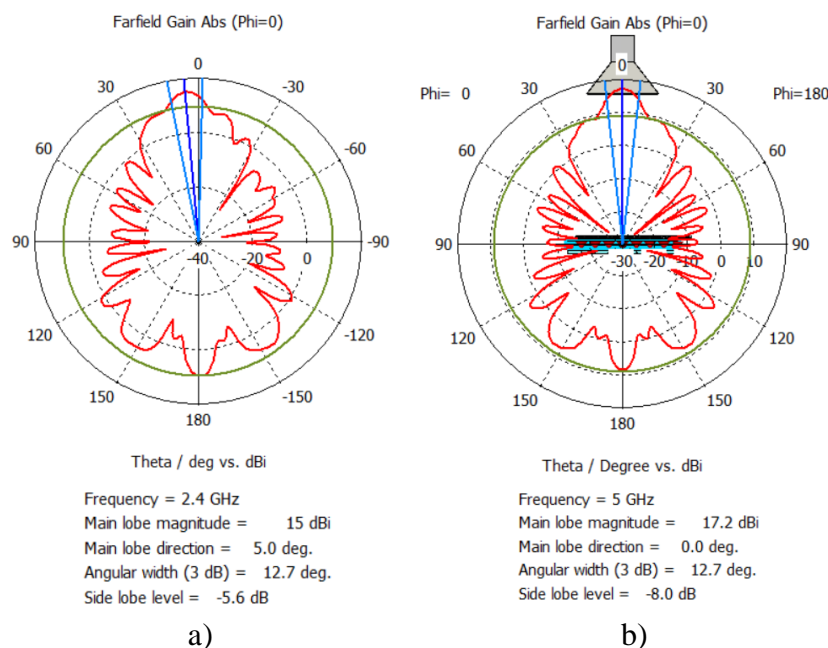 Farfield Gain Abs (Phi=0)
0
30
-30
60
-60
90
-90
-40
-20
0
120
-120
150
-150
180
Theta / deg vs. dBi
Frequency = 2.4 GHz
Main lobe magnitude = 15 dBi
Main lobe direction = 5.0 deg.
Angular width (3 dB) = 12.7 deg.
Side lobe level = -5.6 dB
a)
Farfield Gain Abs (Phi=0)
0
Phi= 0
30
30
Phi=180
60
60
90
90
-30
-20
-10
0
10
120
120
150
150
180
Theta / Degree vs. dBi
Frequency = 5 GHz
Main lobe magnitude = 17.2 dBi
Main lobe direction = 0.0 deg.
Angular width (3 dB) = 12.7 deg.
Side lobe level = -8.0 dB
b)